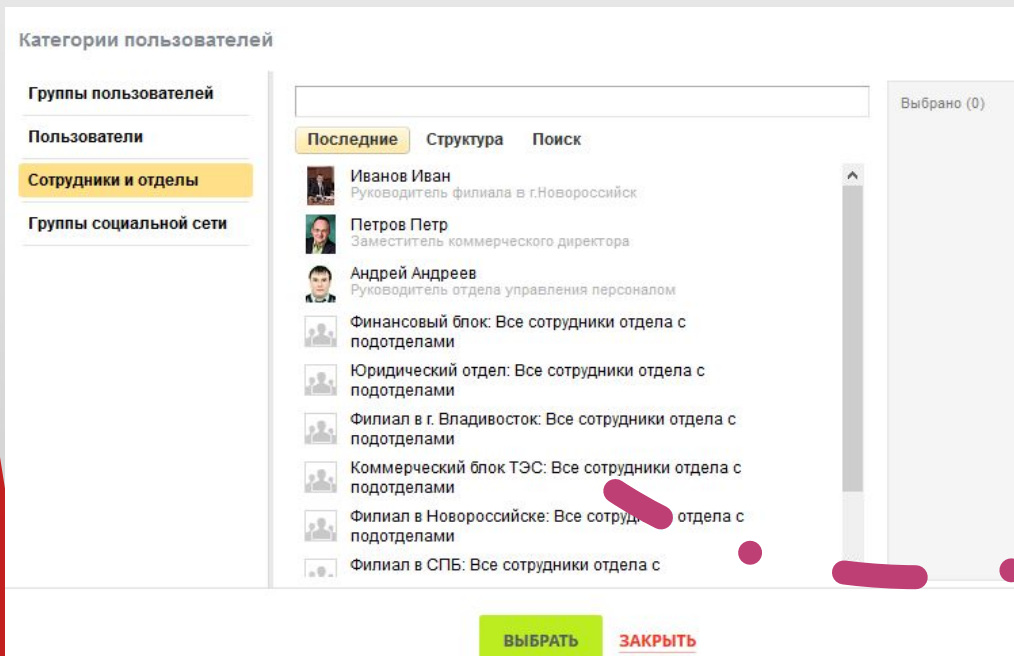 Категории пользователей
Группы пользователей
Пользователи
Сотрудники и отделы
Группы социальной сети
Последние Структура Поиск
Иванов Иван
Руководитель филиала в г.Новороссийск
Петров Петр
Заместитель коммерческого директора
Андрей Андреев
Руководитель отдела управления персоналом
Финансовый блок: Все сотрудники отдела с
подотделами
Юридический отдел: Все сотрудники отдела с
подотделами
Филиал в г. Владивосток: Все сотрудники отдела с
подотделами
Коммерческий блок ТЭС: Все сотрудники отдела с
подотделами
Филиал в Новороссийске: Все отдела с
подотделами
Филиал в СПБ: Все сотрудники отдела с
Выбрано (0)
ВЫБРАТЬ ЗАКРЫТЬ